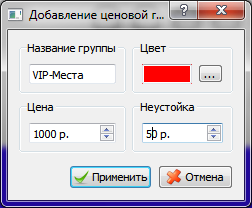 Добавление ценовой г...
Название группы
Цвет
VIP-Места
...
Цена
Неустойка
1000 р.
50 р.
Применить
Отмена